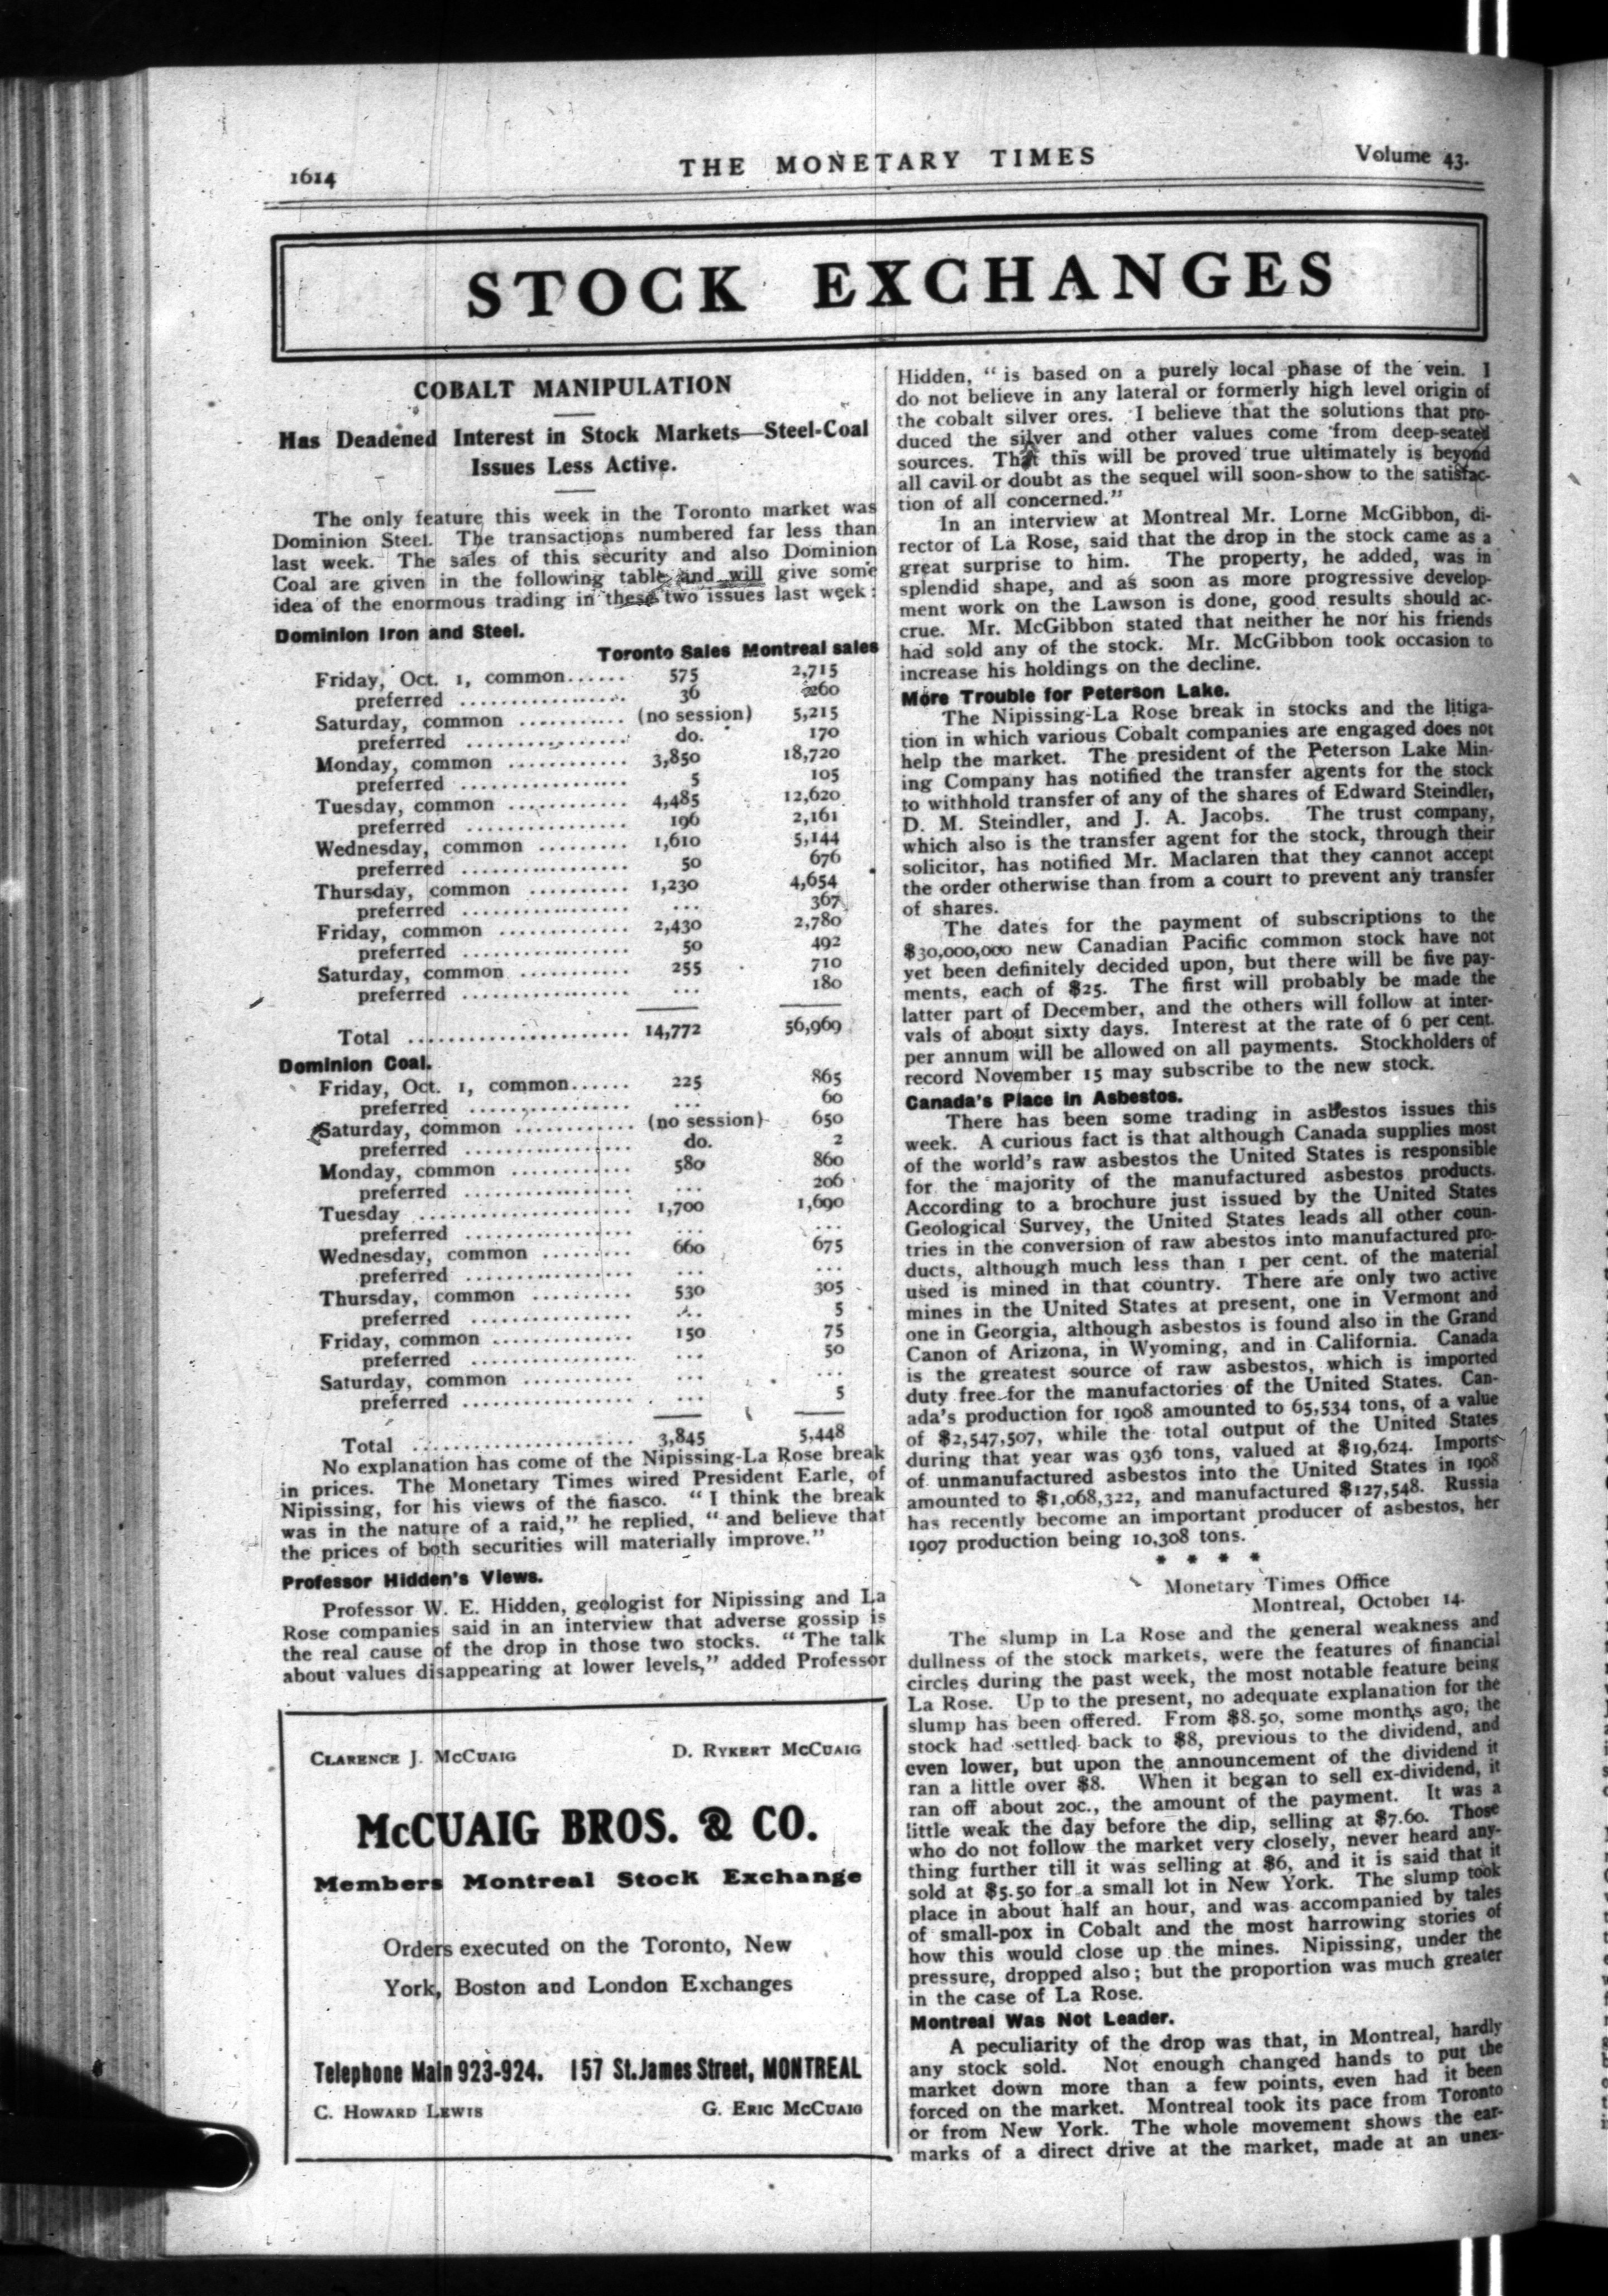 1614
THE MONETARY TIMES
Volume 43.
STOCK EXCHANGES
COBALT MANIPULATION
Has Deadened Interest in Stock Markets—Steel-Coal
Issues Less Active.
The only feature this week in the Toronto market was
Dominion Steel. The transactions numbered far less than
last week. The sales of this security and also Dominion
Coal are given in the following table and will give some
idea of the enormous trading in these two issues last week:
Dominion Iron and Steel.
Toronto Sales Montreal sales
Friday, Oct. 1, common...... 575 2,715
preferred ................ 36 260
Saturday, common ........... (no session) 5,215
preferred ................ do. 170
Monday, common ............ 3,850 18,720
preferred ................ 5 105
Tuesday, common ............ 4,485 12,620
preferred ................ 196 2,161
Wednesday, common ......... 1,610 5,144
preferred ................ 50 676
Thursday, common .......... 1,230 4,654
preferred ................ ... 367
Friday, common ............. 2,430 2,780
preferred ................ 50 492
Saturday, common ........... 255 710
preferred ................ ... 180
Total ...................... 14,772 56,969
Dominion Coal.
Friday, Oct. 1, common...... 225 865
preferred ................ ... 60
Saturday, common ............ (no session) 650
preferred ................ do. 2
Monday, common ............ 580 860
preferred ................ ... 206
Tuesday .................... 1,700 1,690
preferred ................ ... ...
Wednesday, common ......... 660 675
preferred ................ ... ...
Thursday, common .......... 530 305
preferred ................ ... 5
Friday, common ............. 150 75
preferred ................ ... 50
Saturday, common ........... ... ...
preferred ................ ... 5
Total ...................... 3,845 5,448
No explanation has come of the Nipissing-La Rose break
in prices. The Monetary Times wired President Earle, of
Nipissing, for his views of the fiasco. "I think the break
was in the nature of a raid," he replied, "and believe that
the prices of both securities will materially improve."
Professor Hidden's Views.
Professor W. E. Hidden, geologist for Nipissing and La
Rose companies said in an interview that adverse gossip is
the real cause of the drop in those two stocks. "The talk
about values disappearing at lower levels," added Professor
CLARENCE J. McCUAIG
D. RYKERT McCUAIG
McCUAIG BROS. & CO.
Members Montreal Stock Exchange
Orders executed on the Toronto, New
York, Boston and London Exchanges
Telephone Main 923-924. 157 St. James Street, MONTREAL
C. HOWARD LEWIS
G. ERIC McCUAIG
Hidden, "is based on a purely local phase of the vein. I
do not believe in any lateral or formerly high level origin of
the cobalt silver ores. I believe that the solutions that pro-
duced the silver and other values come from deep-seated
sources. That this will be proved true ultimately is beyond
all cavil or doubt as the sequel will soon show to the satisfac-
tion of all concerned."
In an interview at Montreal Mr. Lorne McGibbon, di-
rector of La Rose, said that the drop in the stock came as a
great surprise to him. The property, he added, was in
splendid shape, and as soon as more progressive develop-
ment work on the Lawson is done, good results should ac-
crue. Mr. McGibbon stated that neither he nor his friends
had sold any of the stock. Mr. McGibbon took occasion to
increase his holdings on the decline.
More Trouble for Peterson Lake.
The Nipissing-La Rose break in stocks and the litiga-
tion in which various Cobalt companies are engaged does not
help the market. The president of the Peterson Lake Min-
ing Company has notified the transfer agents for the stock
to withhold transfer of any of the shares of Edward Steindler,
D. M. Steindler, and J. A. Jacobs. The trust company,
which also is the transfer agent for the stock, through their
solicitor, has notified Mr. Maclaren that they cannot accept
the order otherwise than from a court to prevent any transfer
of shares.
The dates for the payment of subscriptions to the
$30,000,000 new Canadian Pacific common stock have not
yet been definitely decided upon, but there will be five pay-
ments, each of $25. The first will probably be made the
latter part of December, and the others will follow at inter-
vals of about sixty days. Interest at the rate of 6 per cent.
per annum will be allowed on all payments. Stockholders of
record November 15 may subscribe to the new stock.
Canada's Place in Asbestos.
There has been some trading in asbestos issues this
week. A curious fact is that although Canada supplies most
of the world's raw asbestos the United States is responsible
for the majority of the manufactured asbestos products.
According to a brochure just issued by the United States
Geological Survey, the United States leads all other coun-
tries in the conversion of raw abestos into manufactured pro-
ducts, although much less than 1 per cent. of the material
used is mined in that country. There are only two active
mines in the United States at present, one in Vermont and
one in Georgia, although asbestos is found also in the Grand
Canon of Arizona, in Wyoming, and in California. Canada
is the greatest source of raw asbestos, which is imported
duty free for the manufactories of the United States. Can-
ada's production for 1908 amounted to 65,534 tons, of a value
of $2,547,507, while the total output of the United States
during that year was 936 tons, valued at $19,624. Imports
of unmanufactured asbestos into the United States in 1908
amounted to $1,068,322, and manufactured $127,548. Russia
has recently become an important producer of asbestos, her
1907 production being 10,308 tons.
* * * *
Monetary Times Office
Montreal, October 14.
The slump in La Rose and the general weakness and
dullness of the stock markets, were the features of financial
circles during the past week, the most notable feature being
La Rose. Up to the present, no adequate explanation for the
slump has been offered. From $8.50, some months ago, the
stock had settled back to $8, previous to the dividend, and
even lower, but upon the announcement of the dividend it
ran a little over $8. When it began to sell ex-dividend, it
ran off about 20c., the amount of the payment. It was a
little weak the day before the dip, selling at $7.60. Those
who do not follow the market very closely, never heard any-
thing further till it was selling at $6, and it is said that it
sold at $5.50 for a small lot in New York. The slump took
place in about half an hour, and was accompanied by tales
of small-pox in Cobalt and the most harrowing stories of
how this would close up the mines. Nipissing, under the
pressure, dropped also; but the proportion was much greater
in the case of La Rose.
Montreal Was Not Leader.
A peculiarity of the drop was that, in Montreal, hardly
any stock sold. Not enough changed hands to put the
market down more than a few points, even had it been
forced on the market. Montreal took its pace from Toronto
or from New York. The whole movement shows the ear-
marks of a direct drive at the market, made at an unex-